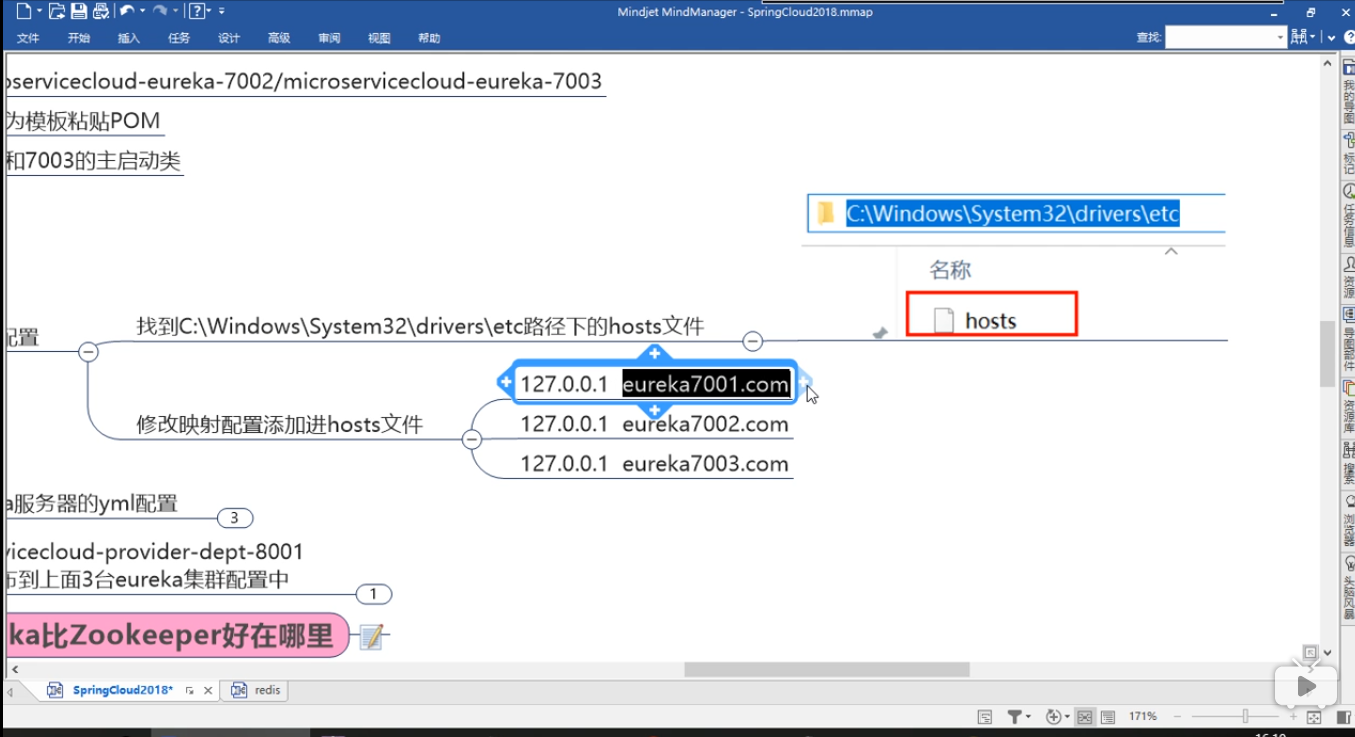 Mindjet MindManager - SpringCloud2018.mmap
文件 开始 插入 任务 设计 高级 审阅 视图 帮助 查找:
servicecloud-eureka-7002/microservicecloud-eureka-7003
为模板粘贴POM
和7003的主启动类
C:\Windows\System32\drivers\etc
名称
hosts
配置
找到C:\Windows\System32\drivers\etc路径下的hosts文件
127.0.0.1 eureka7001.com
修改映射配置添加进hosts文件
127.0.0.1 eureka7002.com
127.0.0.1 eureka7003.com
a服务器的yml配置
3
vicecloud-provider-dept-8001
布到上面3台eureka集群配置中
1
ka比Zookeeper好在哪里
SpringCloud2018*
redis
171%
我的导图
标记
任务信息
资源
导图部件
资源库
搜索
浏览器
头脑风暴